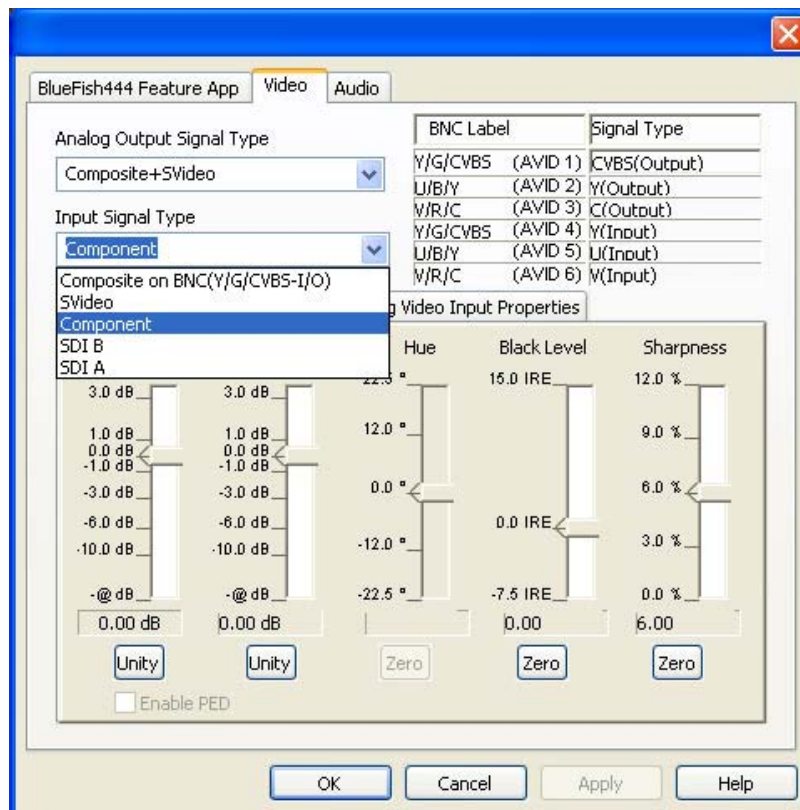 BlueFish444 Feature App Video Audio
Analog Output Signal Type
Composite+SVideo
Input Signal Type
Component
Composite on BNC(Y/G/CVBS-I/O)
SVideo
Component
SDI B
SDI A
BNC Label Signal Type
Y/G/CVBS (AVID 1) CVBS(Output)
U/B/Y (AVID 2) Y(Output)
V/R/C (AVID 3) C(Output)
Y/G/CVBS (AVID 4) Y(Input)
U/B/Y (AVID 5) U(Input)
V/R/C (AVID 6) V(Input)
Video Input Properties
Hue Black Level Sharpness
3.0 dB 3.0 dB 22.5 ° 15.0 IRE 12.0 %
1.0 dB 1.0 dB 12.0 ° 9.0 %
0.0 dB 0.0 dB
-1.0 dB -1.0 dB
-3.0 dB -3.0 dB 0.0 ° 6.0 %
-6.0 dB -6.0 dB 0.0 IRE
-10.0 dB -10.0 dB -12.0 ° 3.0 %
-@ dB -@ dB -22.5 ° -7.5 IRE 0.0 %
0.00 dB 0.00 dB 0.00 6.00
Unity Unity Zero Zero Zero
Enable PED
OK Cancel Apply Help